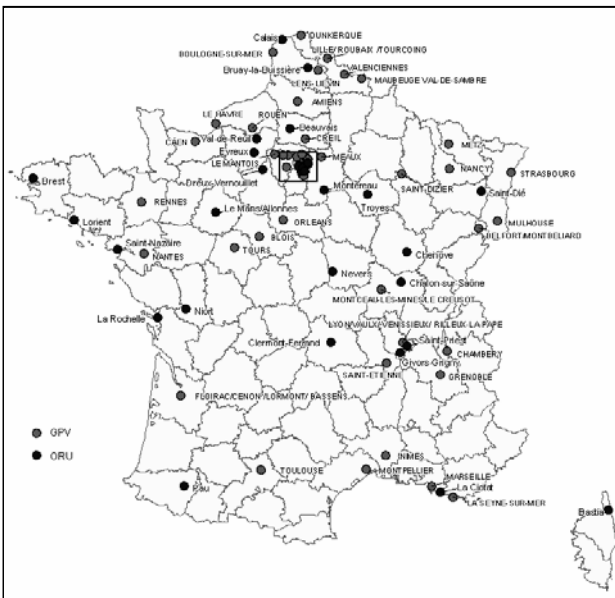 Calais
DUNKERQUE
BOULOGNE-SUR-MER
LILLE/ ROUBAIX /TOURCOING
Bruay-la-Buissière
VALENCIENNES
LENS-LIEVIN
MAUBEUGE VAL-DE-SAMBRE
AMIENS
LE HAVRE
ROUEN
Beauvais
CAEN
Val-de-Reuil
CREIL
Evreux
METZ
LE MANTOIS
MEAUX
NANCY
STRASBOURG
Dreux-Vernouillet
SAINT-DIZIER
Brest
Montereau
Saint-Dié
RENNES
Troyes
Le Mans/Allonnes
Lorient
ORLEANS
MULHOUSE
BELFORT/MONTBELIARD
BLOIS
Saint-Nazaire
TOURS
Chenôve
NANTES
Nevers
Chalon-sur-Saône
MONTCEAU-LES-MINES/LE CREUSOT
Niort
La Rochelle
LYON/VAULX/VENISSIEUX/ RILLIEUX-LA-PAPE
Clermont-Ferrand
Saint-Priest
CHAMBERY
Givors-Grigny
SAINT-ETIENNE
GRENOBLE
FLOIRAC/CENON/LORMONT/ BASSENS
GPV
ORU
NIMES
TOULOUSE
MONTPELLIER
Pau
MARSEILLE
La Ciotat
LA SEYNE-SUR-MER
Bastia